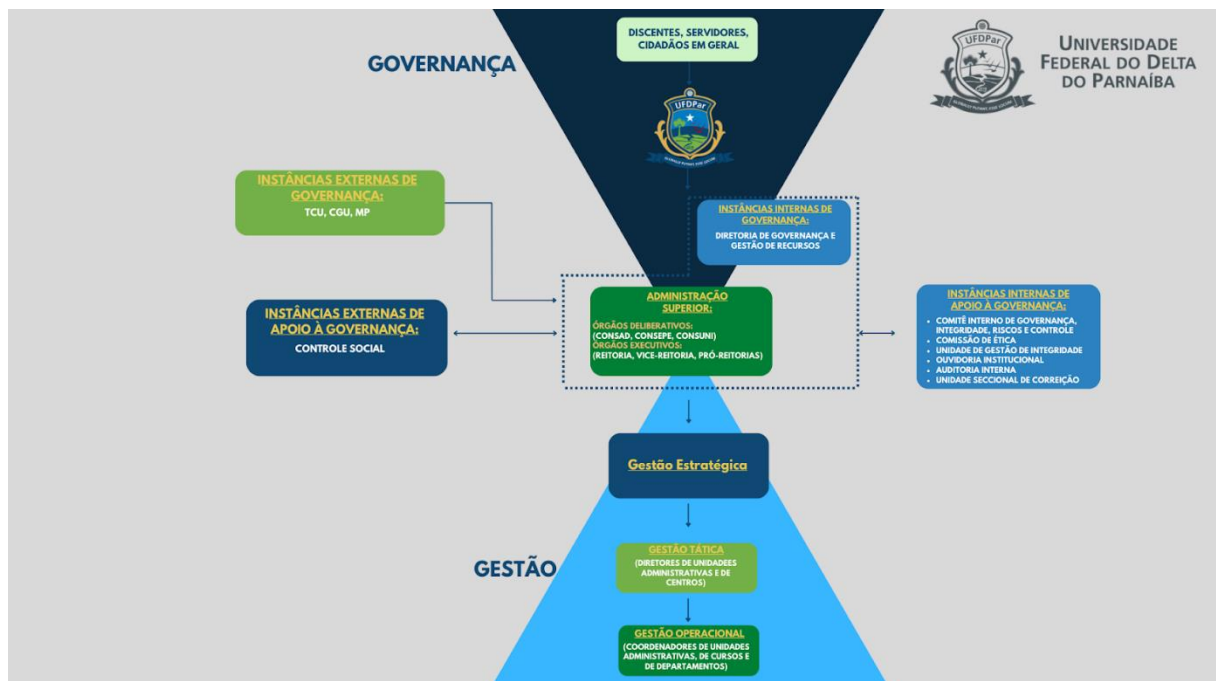 DISCENTES, SERVIDORES,
CIDADÃOS EM GERAL
GOVERNANÇA
UFDPar
UFDPar
UNIVERSIDADE
FEDERAL DO DELTA
DO PARNAÍBA
INSTÂNCIAS EXTERNAS DE
GOVERNANÇA:
TCU, CGU, MP
INSTÂNCIAS INTERNAS DE
GOVERNANÇA:
DIRETORIA DE GOVERNANÇA E
GESTÃO DE RECURSOS
INSTÂNCIAS EXTERNAS DE
APOIO À GOVERNANÇA:
CONTROLE SOCIAL
ADMINISTRAÇÃO
SUPERIOR:
ÓRGÃOS DELIBERATIVOS:
(CONSAD, CONSEPE, CONSUNI)
ÓRGÃOS EXECUTIVOS:
(REITORIA, VICE-REITORIA, PRÓ-REITORIAS)
INSTÂNCIAS INTERNAS DE
APOIO À GOVERNANÇA:
• COMITÊ INTERNO DE GOVERNANÇA,
INTEGRIDADE, RISCOS E CONTROLE
• COMISSÃO DE ÉTICA
• UNIDADE DE GESTÃO DE INTEGRIDADE
• OUVIDORIA INSTITUCIONAL
• AUDITORIA INTERNA
• UNIDADE SECCIONAL DE CORREIÇÃO
Gestão Estratégica
GESTÃO
GESTÃO TÁTICA
(DIRETORES DE UNIDADEES
ADMINISTRATIVAS E DE
CENTROS)
GESTÃO OPERACIONAL
(COORDENADORES DE UNIDADES
ADMINISTRATIVAS, DE CURSOS E
DE DEPARTAMENTOS)